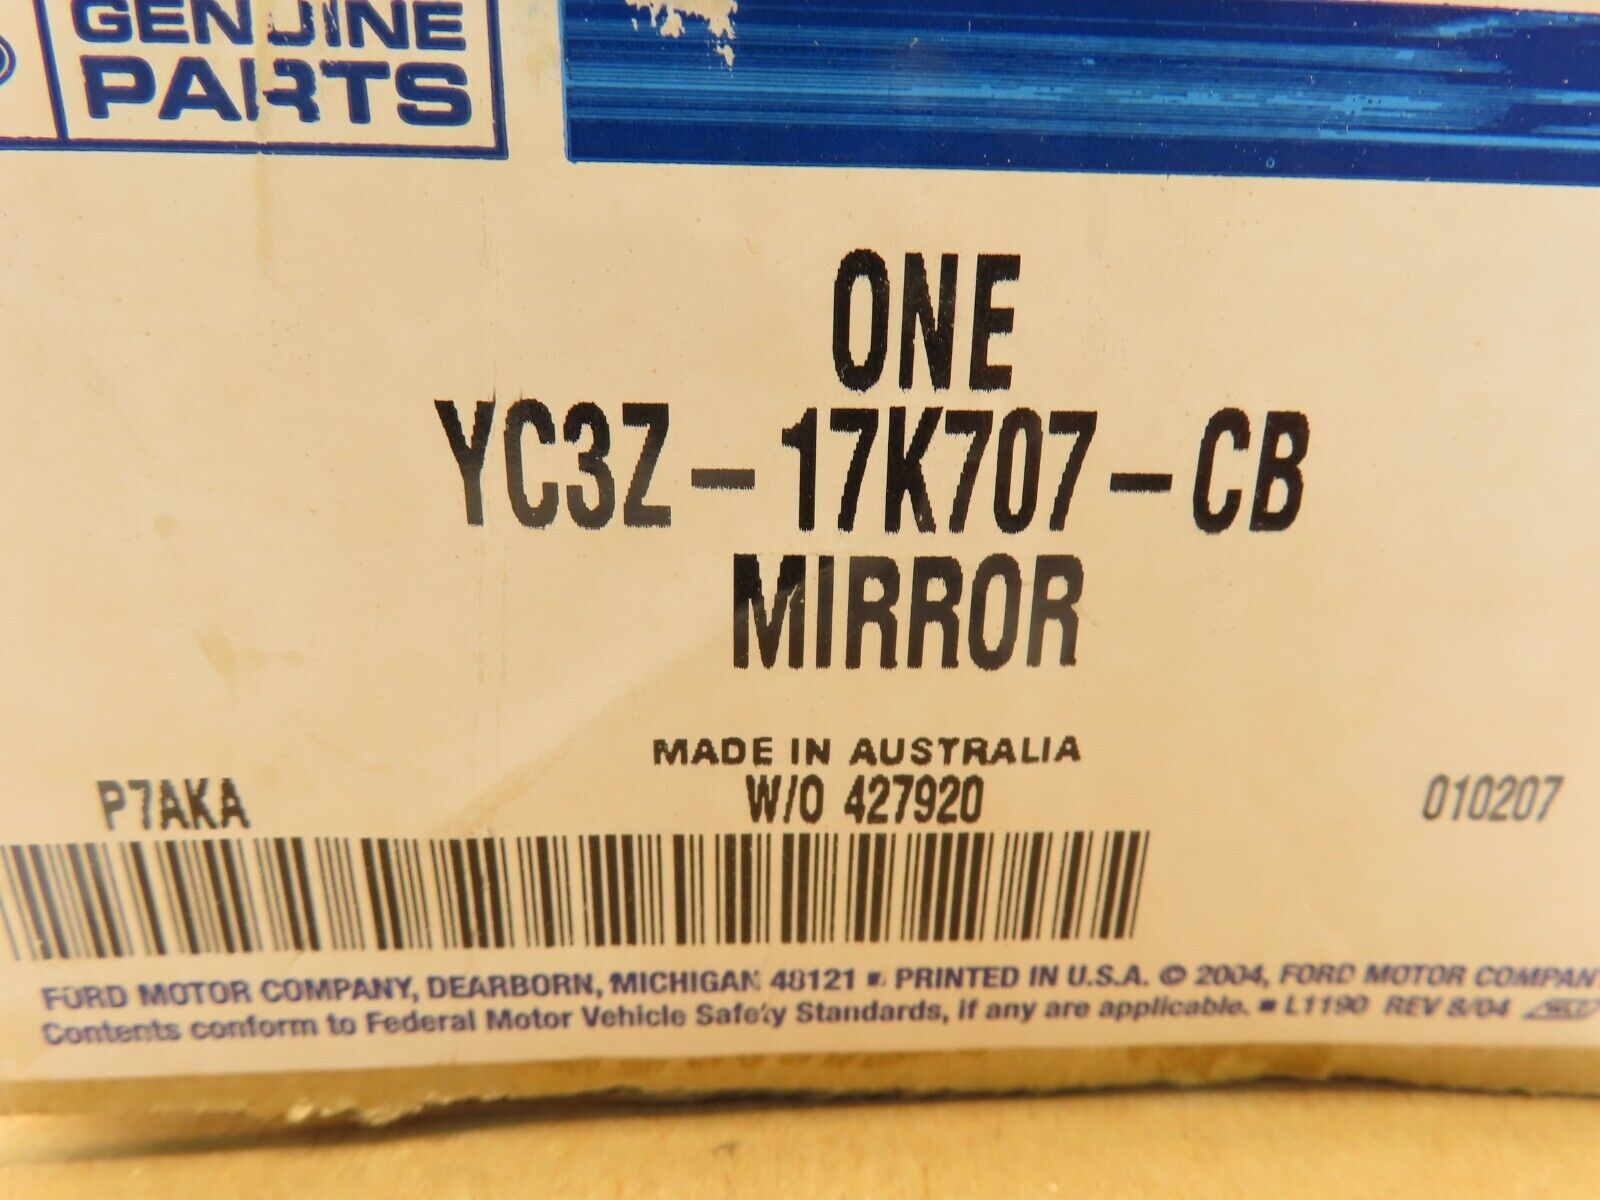 GENUINE
PARTS
ONE
YC3Z-17K707-CB
MIRROR
MADE IN AUSTRALIA
P7AKA W/O 427920 010207
FORD MOTOR COMPANY, DEARBORN, MICHIGAN 48121 ■ PRINTED IN U.S.A. © 2004, FORD MOTOR COMPANY
Contents conform to Federal Motor Vehicle Safety Standards, if any are applicable. ■ L1190 REV 8/04